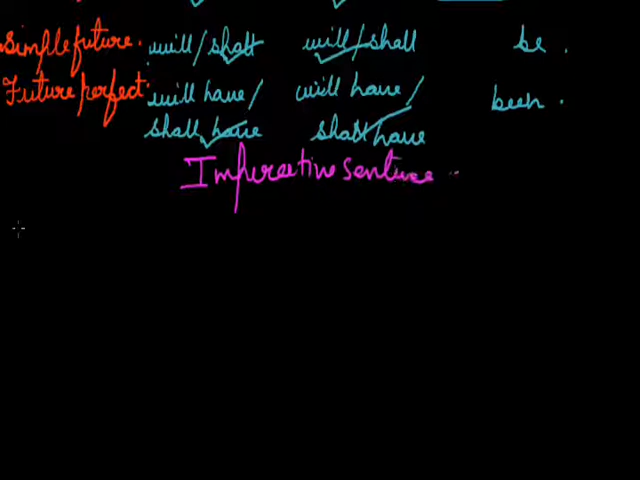 Simple future. will/shall will/shall be.
Future perfect. will have/ will have/ been.
shall have shall have
Imperative sentence..